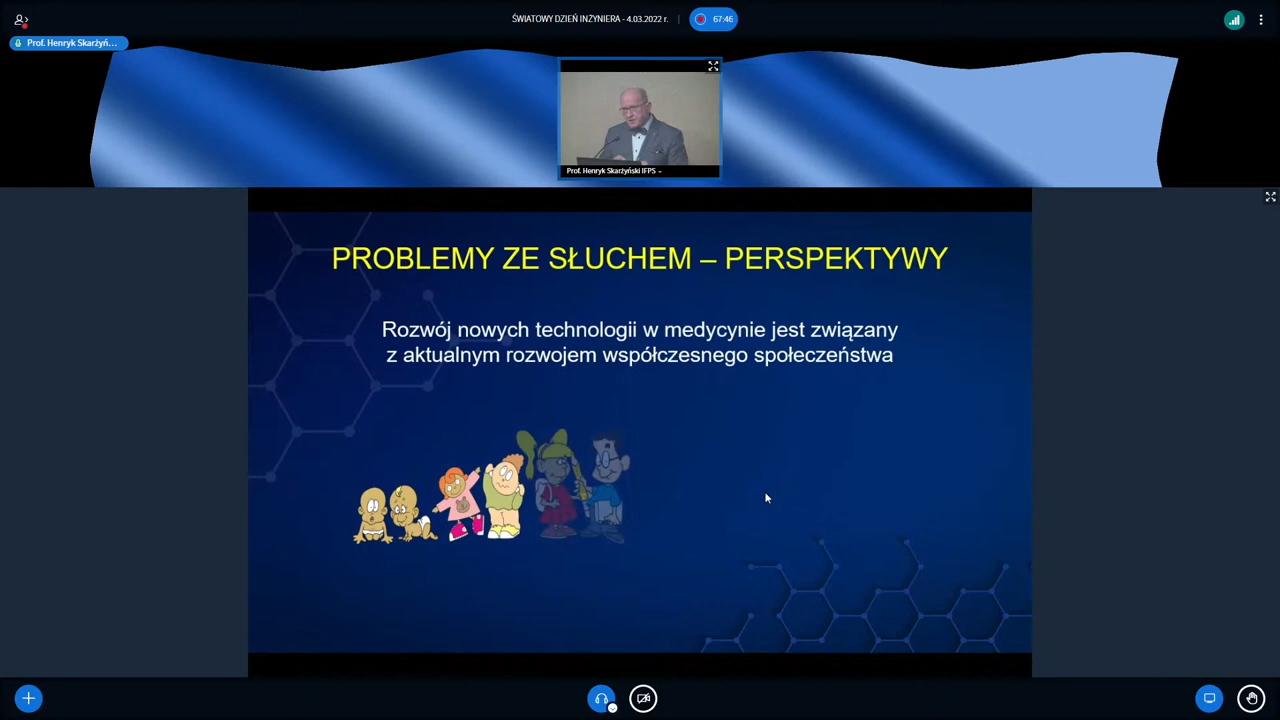 ŚWIATOWY DZIEŃ INZYNIERA - 4.03.2022 r.
67:46
Prof. Henryk Skarżyń...
Prof. Henryk Skarżyński IFPS
PROBLEMY ZE SŁUCHEM – PERSPEKTYWY
Rozwój nowych technologii w medycynie jest związany
z aktualnym rozwojem współczesnego społeczeństwa